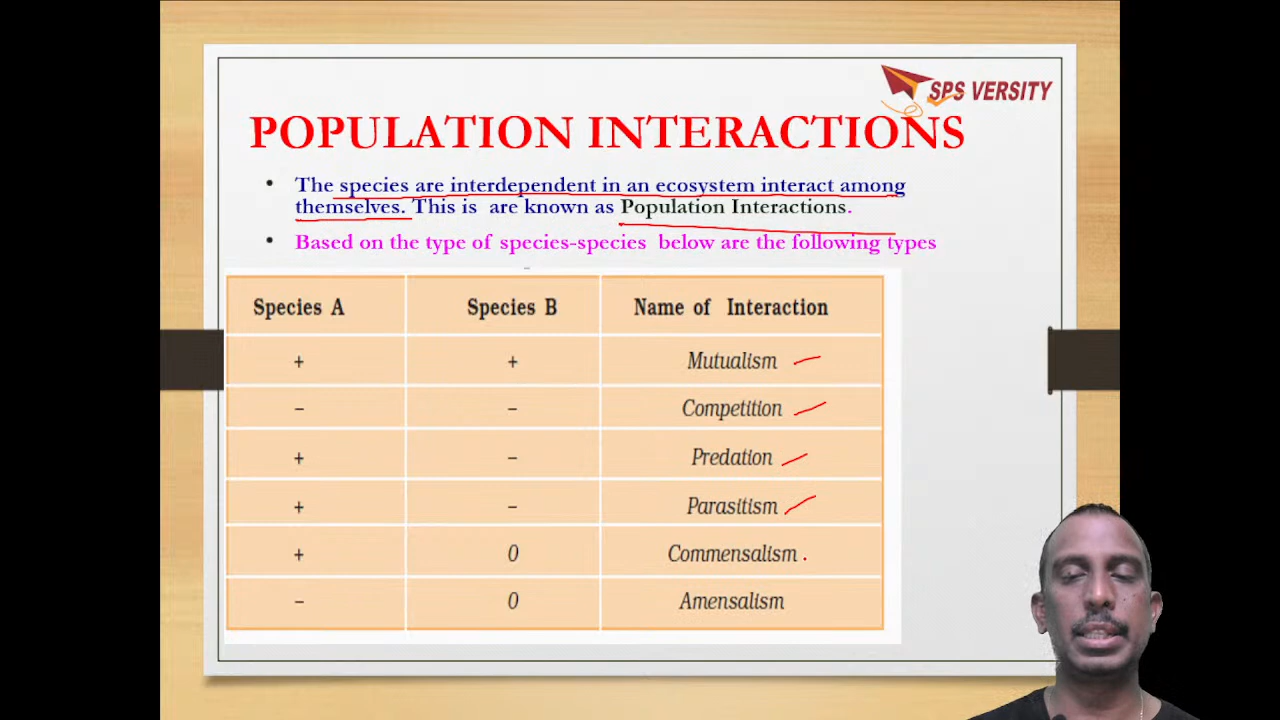 SPS VERSITY
POPULATION INTERACTIONS
• The species are interdependent in an ecosystem interact among
themselves. This is are known as Population Interactions.
• Based on the type of species-species below are the following types
Species A Species B Name of Interaction
+ + Mutualism
– – Competition
+ – Predation
+ – Parasitism
+ 0 Commensalism
– 0 Amensalism